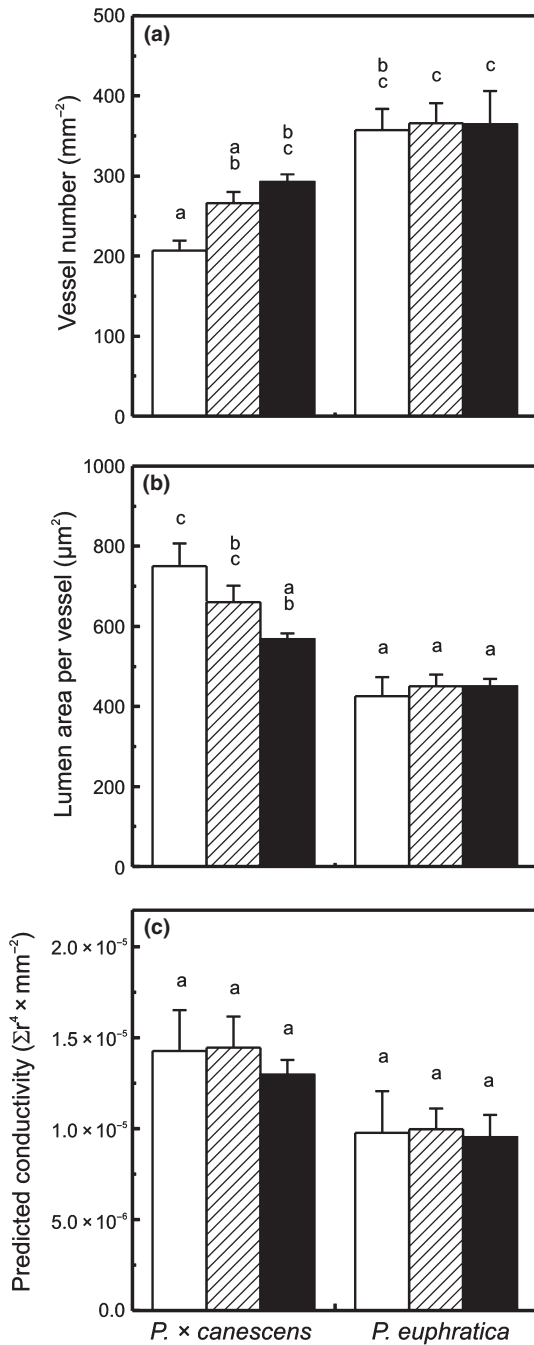 (a)
Vessel number (mm⁻²)
500
400
300
200
100
0
a
a
b
b
c
b
c
c
c
(b)
Lumen area per vessel (µm²)
1000
800
600
400
200
0
c
b
c
a
b
a
a
a
(c)
Predicted conductivity (Σr⁴ × mm⁻²)
2.0 × 10⁻⁵
1.5 × 10⁻⁵
1.0 × 10⁻⁵
5.0 × 10⁻⁶
0.0
a
a
a
a
a
a
P. × canescens
P. euphratica